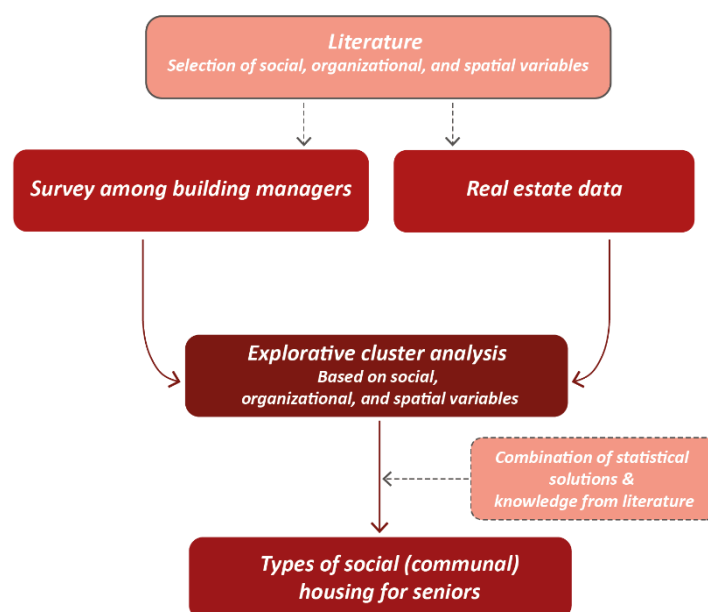 Literature
Selection of social, organizational, and spatial variables
Survey among building managers
Real estate data
Explorative cluster analysis
Based on social,
organizational, and spatial variables
Combination of statistical
solutions &
knowledge from literature
Types of social (communal)
housing for seniors